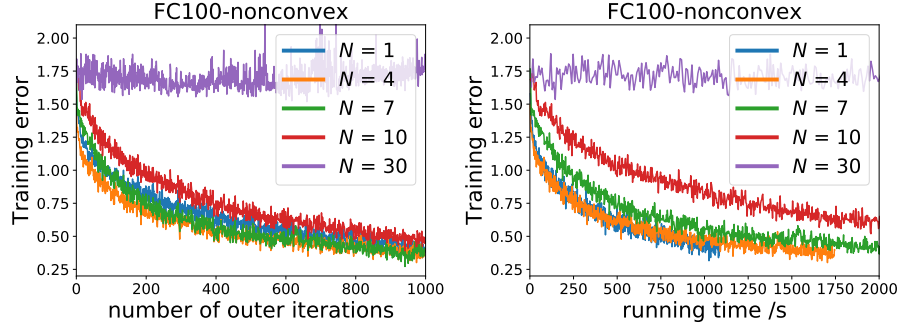 FC100-nonconvex
2.00
1.75
1.50
1.25
1.00
0.75
0.50
0.25
Training error
0 200 400 600 800 1000
number of outer iterations
N = 1
N = 4
N = 7
N = 10
N = 30
FC100-nonconvex
2.00
1.75
1.50
1.25
1.00
0.75
0.50
0.25
Training error
0 250 500 750 1000 1250 1500 1750 2000
running time /s
N = 1
N = 4
N = 7
N = 10
N = 30